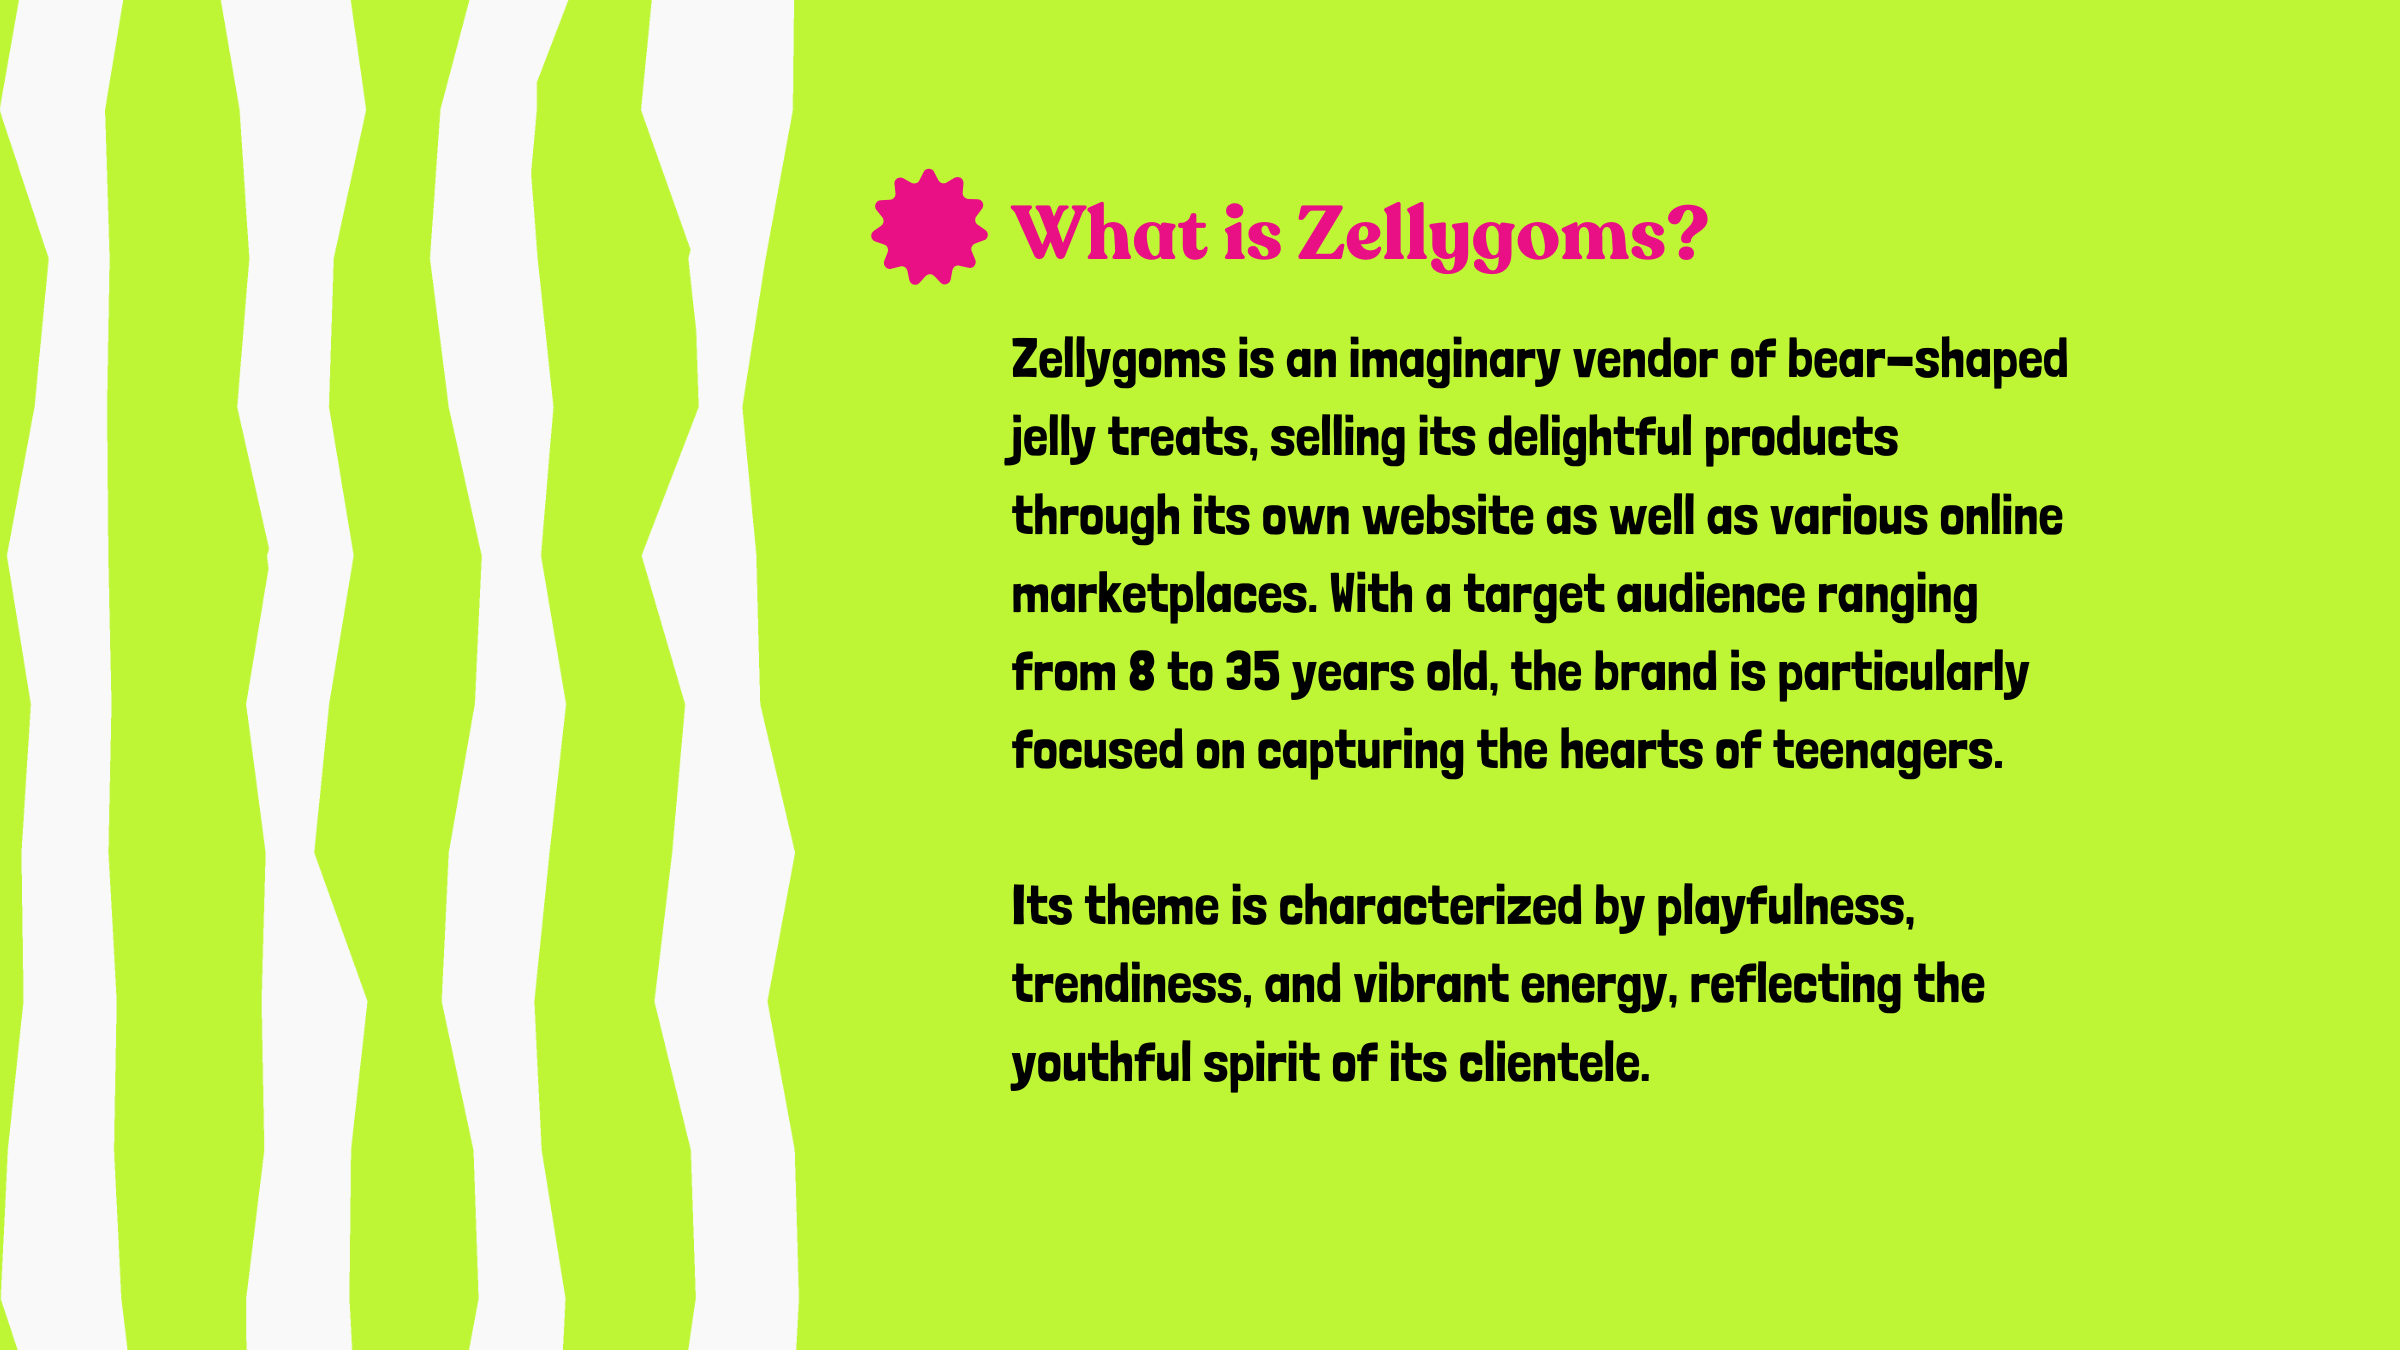 What is Zellygoms?
Zellygoms is an imaginary vendor of bear-shaped
jelly treats, selling its delightful products
through its own website as well as various online
marketplaces. With a target audience ranging
from 8 to 35 years old, the brand is particularly
focused on capturing the hearts of teenagers.
Its theme is characterized by playfulness,
trendiness, and vibrant energy, reflecting the
youthful spirit of its clientele.